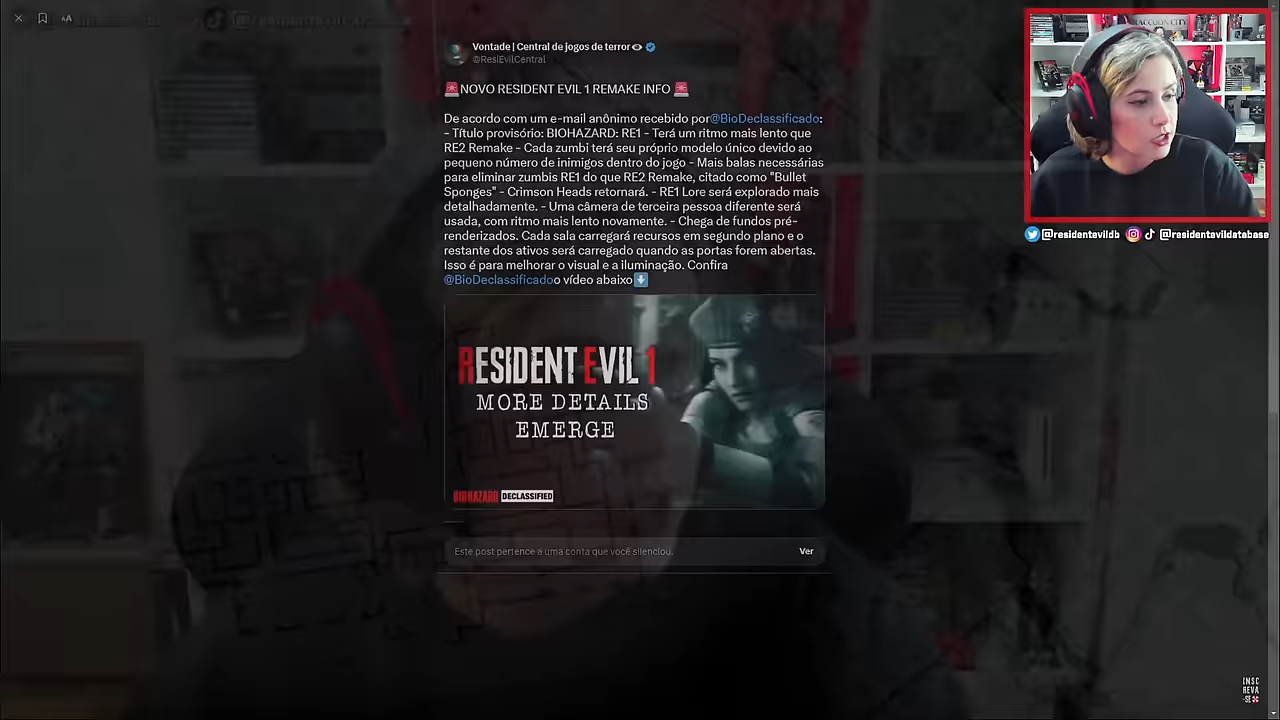 AA
Vontade | Central de jogos de terror
@ResiEvilCentral
🚨NOVO RESIDENT EVIL 1 REMAKE INFO 🚨
De acordo com um e-mail anônimo recebido por@BioDeclassificado:
- Título provisório: BIOHAZARD: RE1 - Terá um ritmo mais lento que
RE2 Remake - Cada zumbi terá seu próprio modelo único devido ao
pequeno número de inimigos dentro do jogo - Mais balas necessárias
para eliminar zumbis RE1 do que RE2 Remake, citado como "Bullet
Sponges" - Crimson Heads retornará. - RE1 Lore será explorado mais
detalhadamente. - Uma câmera de terceira pessoa diferente será
usada, com ritmo mais lento novamente. - Chega de fundos pré-
renderizados. Cada sala carregará recursos em segundo plano e o
restante dos ativos será carregado quando as portas forem abertas.
Isso é para melhorar o visual e a iluminação. Confira
@BioDeclassificadoo vídeo abaixo⬇️
RESIDENT EVIL 1
MORE DETAILS
EMERGE
BIOHAZARD DECLASSIFIED
Este post pertence a uma conta que você silenciou.
Ver
RACCOON CITY
@residentevildb @residentevildatabase
INSC
REVA
-SE